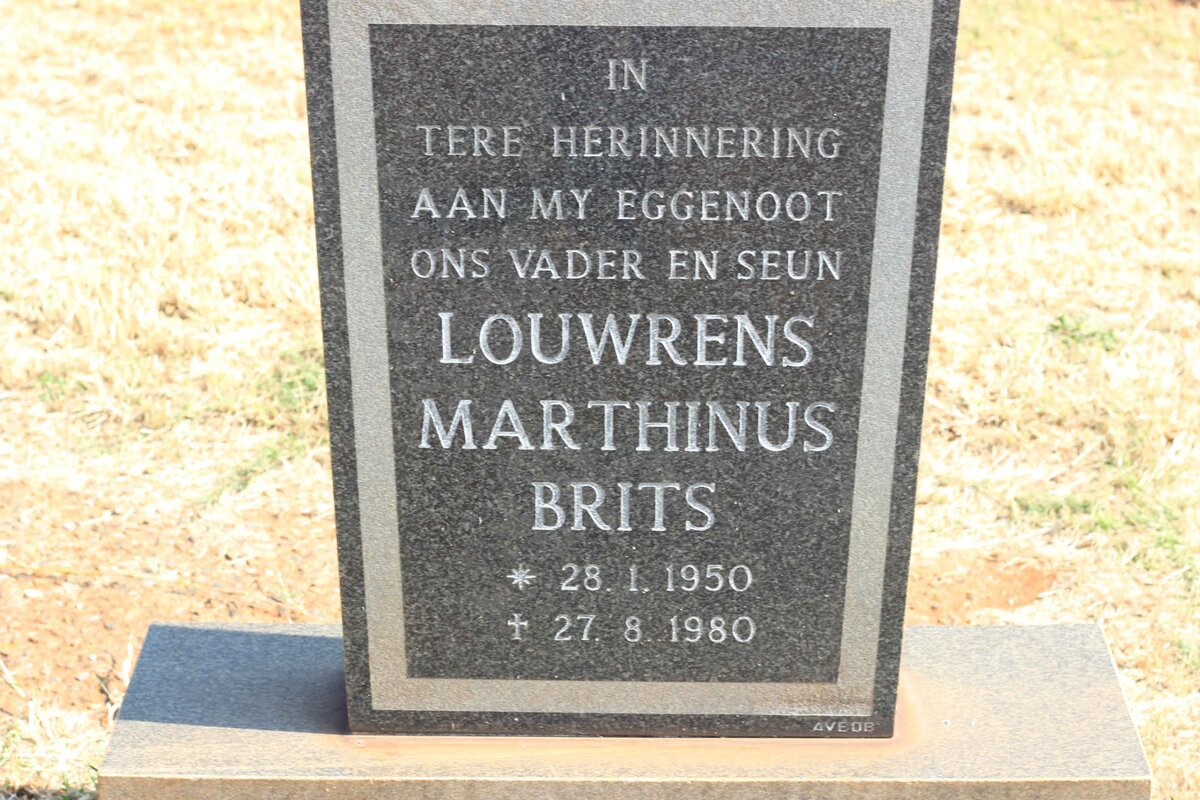 IN
TERE HERINNERING
AAN MY EGGENOOT
ONS VADER EN SEUN
LOUWRENS
MARTHINUS
BRITS
* 28. 1. 1950
✝ 27. 8. 1980
AVEDB